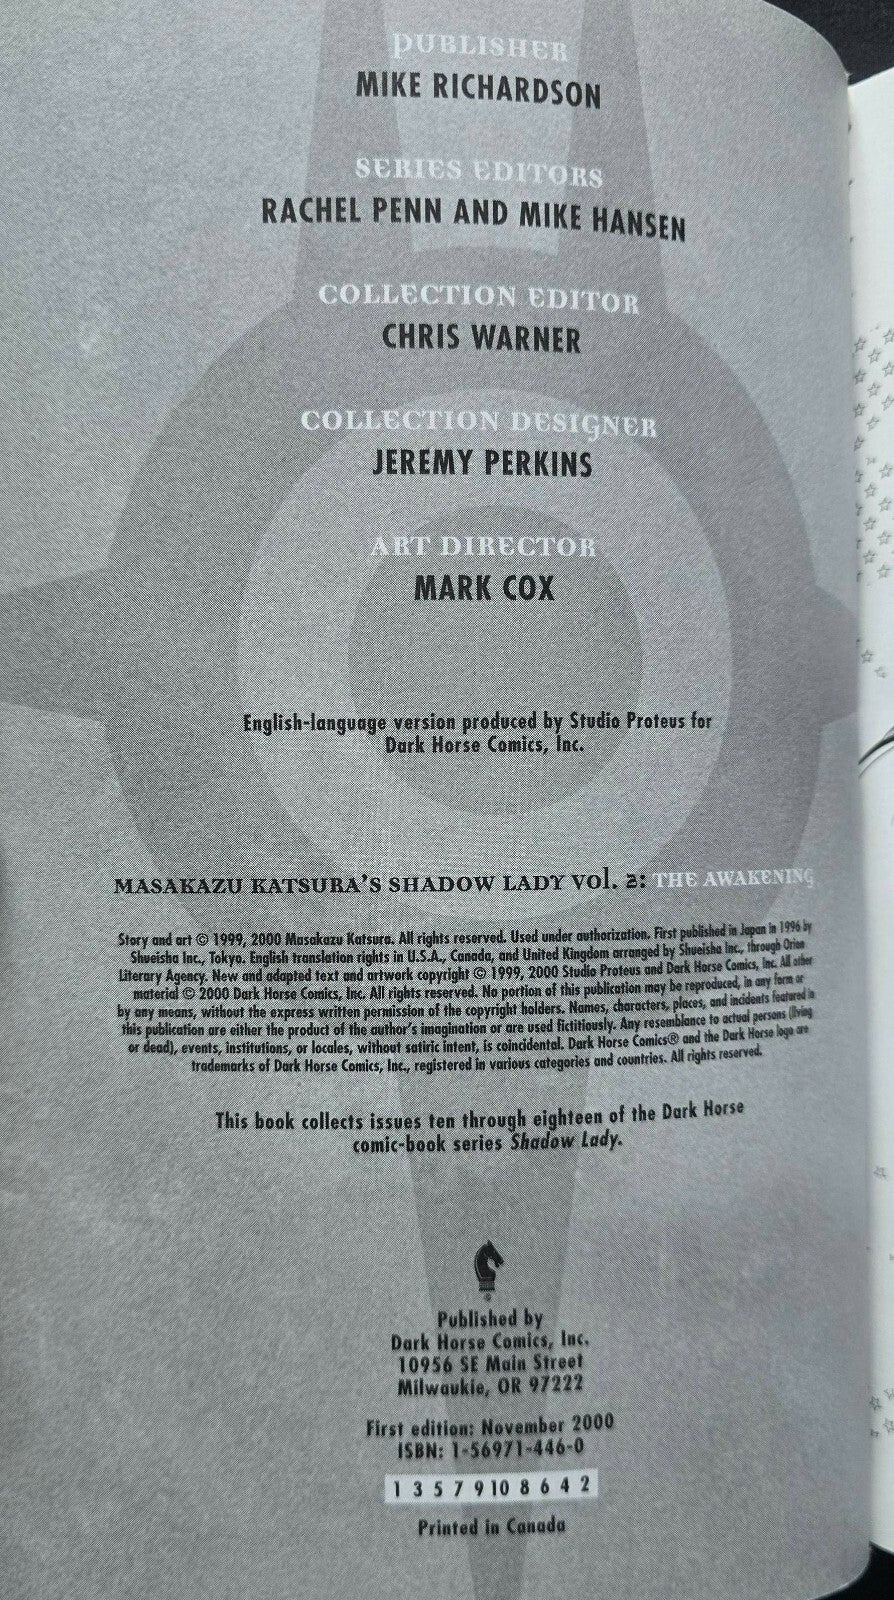 PUBLISHER
MIKE RICHARDSON
SERIES EDITORS
RACHEL PENN AND MIKE HANSEN
COLLECTION EDITOR
CHRIS WARNER
COLLECTION DESIGNER
JEREMY PERKINS
ART DIRECTOR
MARK COX
English-language version produced by Studio Proteus for
Dark Horse Comics, Inc.
MASAKAZU KATSURA'S SHADOW LADY VOL. 2: THE AWAKENING
Story and art © 1999, 2000 Masakazu Katsura. All rights reserved. Used under authorization. First published in Japan in 1996 by
Shueisha Inc., Tokyo. English translation rights in U.S.A., Canada, and United Kingdom arranged by Shueisha Inc., through Orion
Literary Agency. New and adapted text and artwork copyright © 1999, 2000 Studio Proteus and Dark Horse Comics, Inc. All other
material © 2000 Dark Horse Comics, Inc. All rights reserved. No portion of this publication may be reproduced, in any form or
by any means, without the express written permission of the copyright holders. Names, characters, places, and incidents featured in
this publication are either the product of the author's imagination or are used fictitiously. Any resemblance to actual persons (living
or dead), events, institutions, or locales, without satiric intent, is coincidental. Dark Horse Comics® and the Dark Horse logo are
trademarks of Dark Horse Comics, Inc., registered in various categories and countries. All rights reserved.
This book collects issues ten through eighteen of the Dark Horse
comic-book series Shadow Lady.
®
Published by
Dark Horse Comics, Inc.
10956 SE Main Street
Milwaukie, OR 97222
First edition: November 2000
ISBN: 1-56971-446-0
1 3 5 7 9 10 8 6 4 2
Printed in Canada